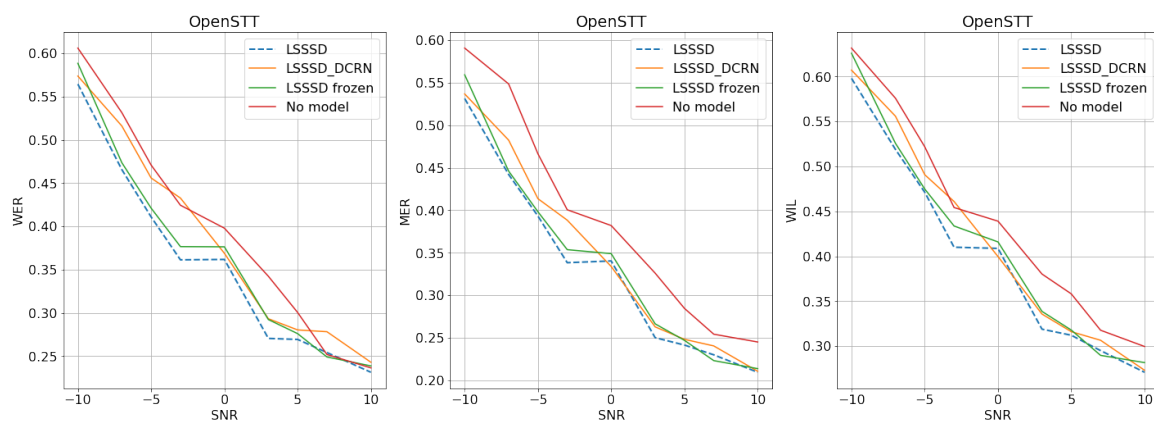 OpenSTT
LSSSD
LSSSD_DCRN
LSSSD frozen
No model
0.60
0.55
0.50
0.45
0.40
0.35
0.30
0.25
WER
−10
−5
0
5
10
SNR
OpenSTT
LSSSD
LSSSD_DCRN
LSSSD frozen
No model
0.60
0.55
0.50
0.45
0.40
0.35
0.30
0.25
0.20
MER
−10
−5
0
5
10
SNR
OpenSTT
LSSSD
LSSSD_DCRN
LSSSD frozen
No model
0.60
0.55
0.50
0.45
0.40
0.35
0.30
WIL
−10
−5
0
5
10
SNR